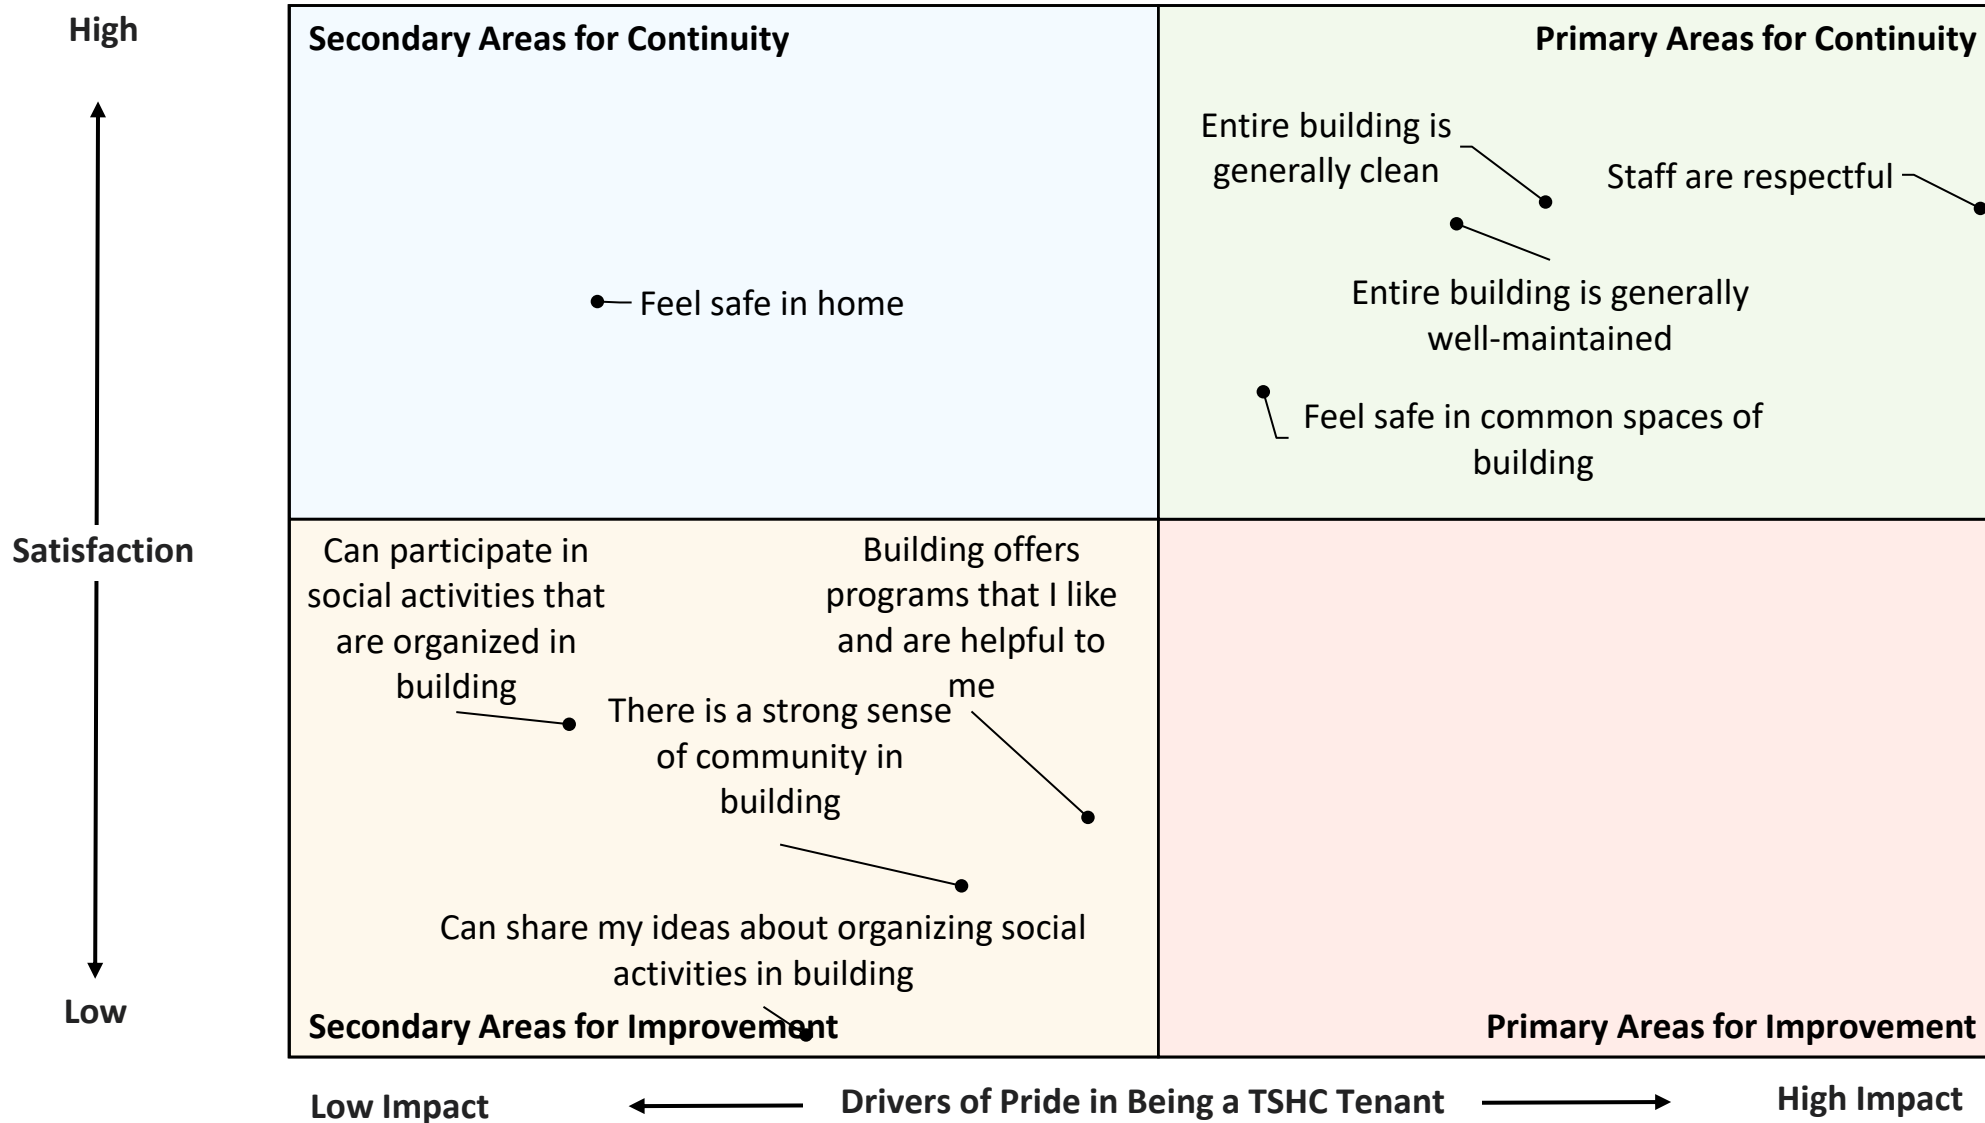 High
Secondary Areas for Continuity
Primary Areas for Continuity
Entire building is
generally clean
Staff are respectful
Entire building is generally
well-maintained
Feel safe in home
Feel safe in common spaces of
building
Satisfaction
Can participate in
social activities that
are organized in
building
Building offers
programs that I like
and are helpful to
me
There is a strong sense
of community in
building
Can share my ideas about organizing social
activities in building
Low
Secondary Areas for Improvement
Primary Areas for Improvement
Low Impact
Drivers of Pride in Being a TSHC Tenant
High Impact